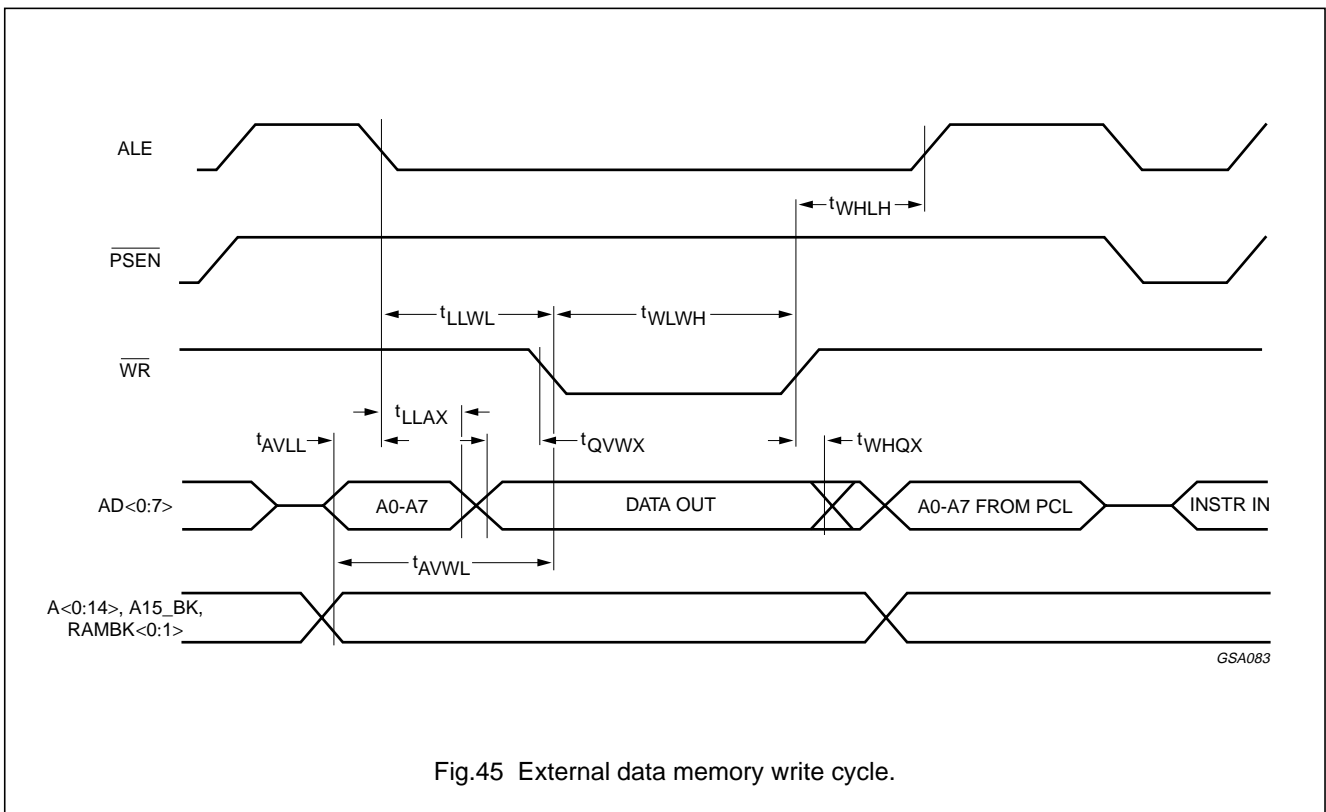 ALE
tWHLH
PSEN
tLLWL
tWLWH
WR
tLLAX
tAVLL
tQVWX
tWHQX
AD<0:7>
A0-A7
DATA OUT
A0-A7 FROM PCL
INSTR IN
tAVWL
A<0:14>, A15_BK,
RAMBK<0:1>
GSA083
Fig.45 External data memory write cycle.